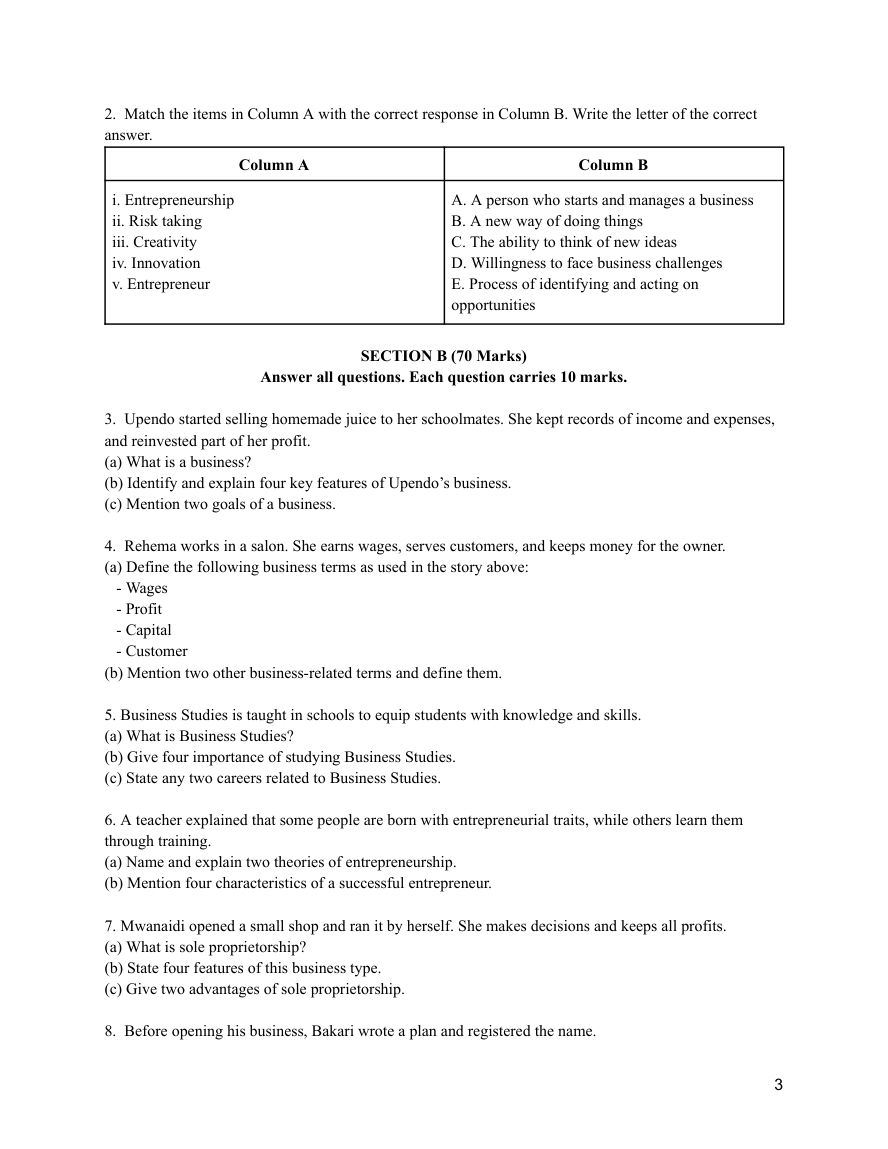 2.  Match the items in Column A with the correct response in Column B. Write the letter of the correct
answer.
Column A
i. Entrepreneurship
ii. Risk taking
iii. Creativity
iv. Innovation
v. Entrepreneur
Column B
A. A person who starts and manages a business
B. A new way of doing things
C. The ability to think of new ideas
D. Willingness to face business challenges
E. Process of identifying and acting on
opportunities
SECTION B (70 Marks)
Answer all questions. Each question carries 10 marks.
3.  Upendo started selling homemade juice to her schoolmates. She kept records of income and expenses,
and reinvested part of her profit.
(a) What is a business?
(b) Identify and explain four key features of Upendo’s business.
(c) Mention two goals of a business.
4.  Rehema works in a salon. She earns wages, serves customers, and keeps money for the owner.
(a) Define the following business terms as used in the story above:
- Wages
- Profit
- Capital
- Customer
(b) Mention two other business-related terms and define them.
5. Business Studies is taught in schools to equip students with knowledge and skills.
(a) What is Business Studies?
(b) Give four importance of studying Business Studies.
(c) State any two careers related to Business Studies.
6. A teacher explained that some people are born with entrepreneurial traits, while others learn them
through training.
(a) Name and explain two theories of entrepreneurship.
(b) Mention four characteristics of a successful entrepreneur.
7. Mwanaidi opened a small shop and ran it by herself. She makes decisions and keeps all profits.
(a) What is sole proprietorship?
(b) State four features of this business type.
(c) Give two advantages of sole proprietorship.
8.  Before opening his business, Bakari wrote a plan and registered the name.
3